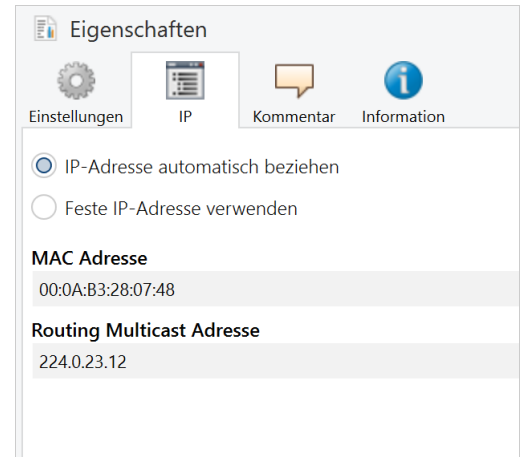 Eigenschaften
Einstellungen IP Kommentar Information
IP-Adresse automatisch beziehen
Feste IP-Adresse verwenden
MAC Adresse
00:0A:B3:28:07:48
Routing Multicast Adresse
224.0.23.12